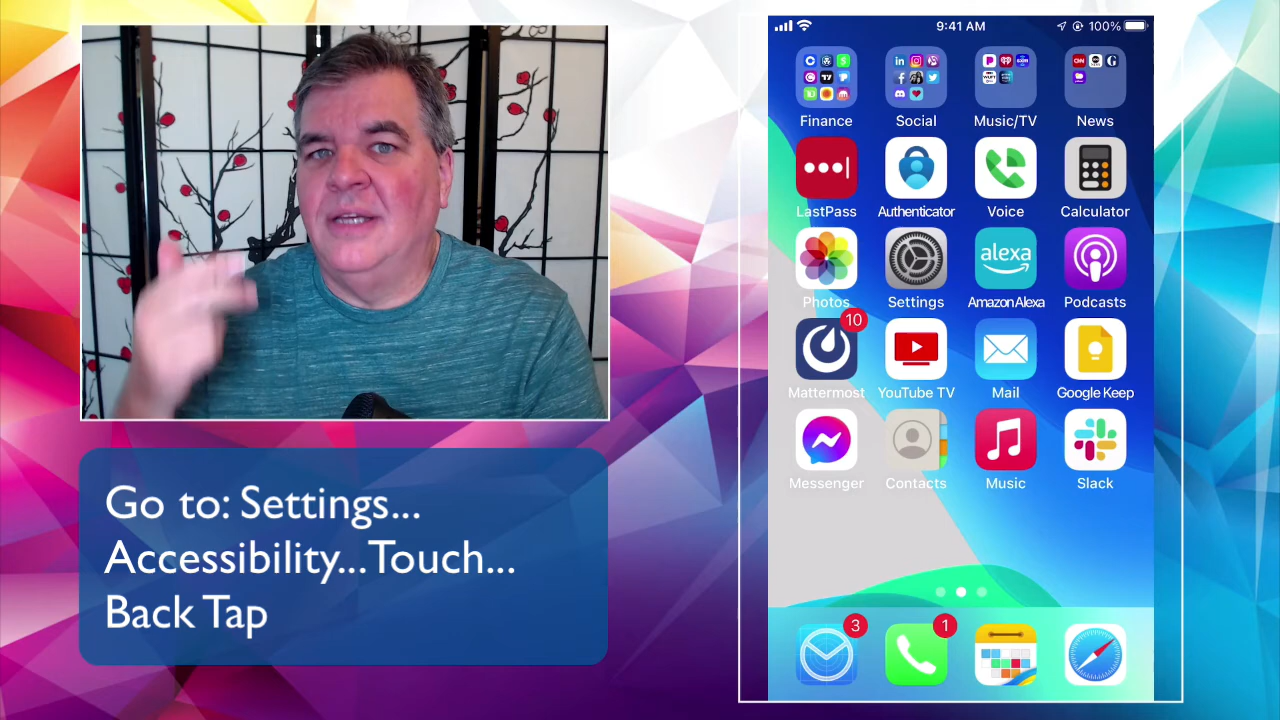 9:41 AM
100%
Finance
Social
Music/TV
News
LastPass
Authenticator
Voice
Calculator
alexa
Photos
Settings
Amazon Alexa
Podcasts
10
Mattermost
YouTube TV
Mail
Google Keep
Messenger
Contacts
Music
Slack
3
1
Go to: Settings...
Accessibility...Touch...
Back Tap